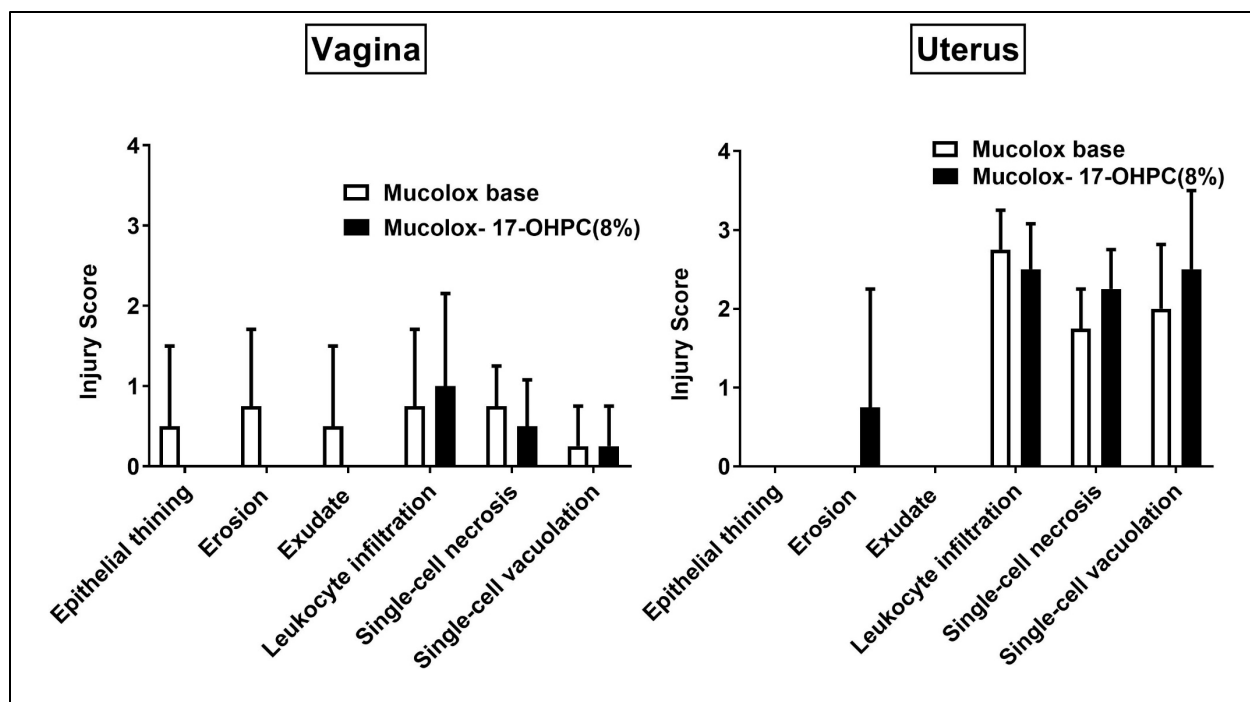 Vagina
4
3
2
1
0
Injury Score
Mucolox base
Mucolox- 17-OHPC(8%)
Epithelial thining
Erosion
Exudate
Leukocyte infiltration
Single-cell necrosis
Single-cell vacuolation
Uterus
4
3
2
1
0
Injury Score
Mucolox base
Mucolox- 17-OHPC(8%)
Epithelial thining
Erosion
Exudate
Leukocyte infiltration
Single-cell necrosis
Single-cell vacuolation